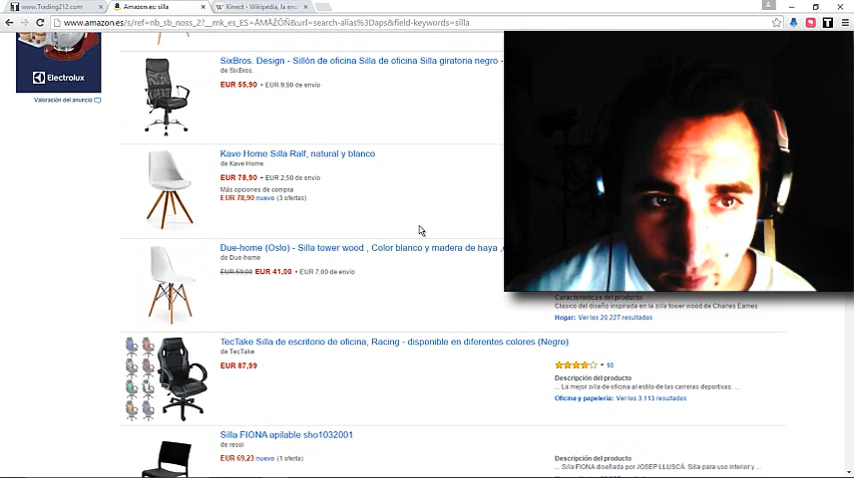 www.Trading212.com
Amazon.es: silla
Kinect - Wikipedia, la enc
www.amazon.es/s/ref=nb_sb_noss_2?__mk_es_ES=ÅMÅŽÕÑ&url=search-alias%3Daps&field-keywords=silla
Electrolux
Valoración del anuncio
SixBros. Design - Sillón de oficina Silla de oficina Silla giratoria negro -
de SixBros.
EUR 55,90 + EUR 9.90 de envío
Kave Home Silla Ralf, natural y blanco
de Kave Home
EUR 78,90 + EUR 2.50 de envío
Más opciones de compra
EUR 78,90 nuevo (3 ofertas)
Due-home (Oslo) - Silla tower wood , Color blanco y madera de haya ,
de Due-home
EUR 59,00 EUR 41,00 + EUR 7,00 de envío
Características del producto
Clasico del diseño inspirada en la silla tower wood de Charles Eames
Hogar: Ver los 20.227 resultados
TecTake Silla de escritorio de oficina, Racing - disponible en diferentes colores (Negro)
de TecTake
EUR 87,99
10
Descripción del producto
... La mejor silla de oficina al estilo de las carreras deportivas. ...
Oficina y papelería: Ver los 3.113 resultados
Silla FIONA apilable sho1032001
de resol
EUR 69,23 nuevo (1 oferta)
Descripción del producto
... Silla FIONA diseñada por JOSEP LLUSCÀ. Silla para uso interior y ...